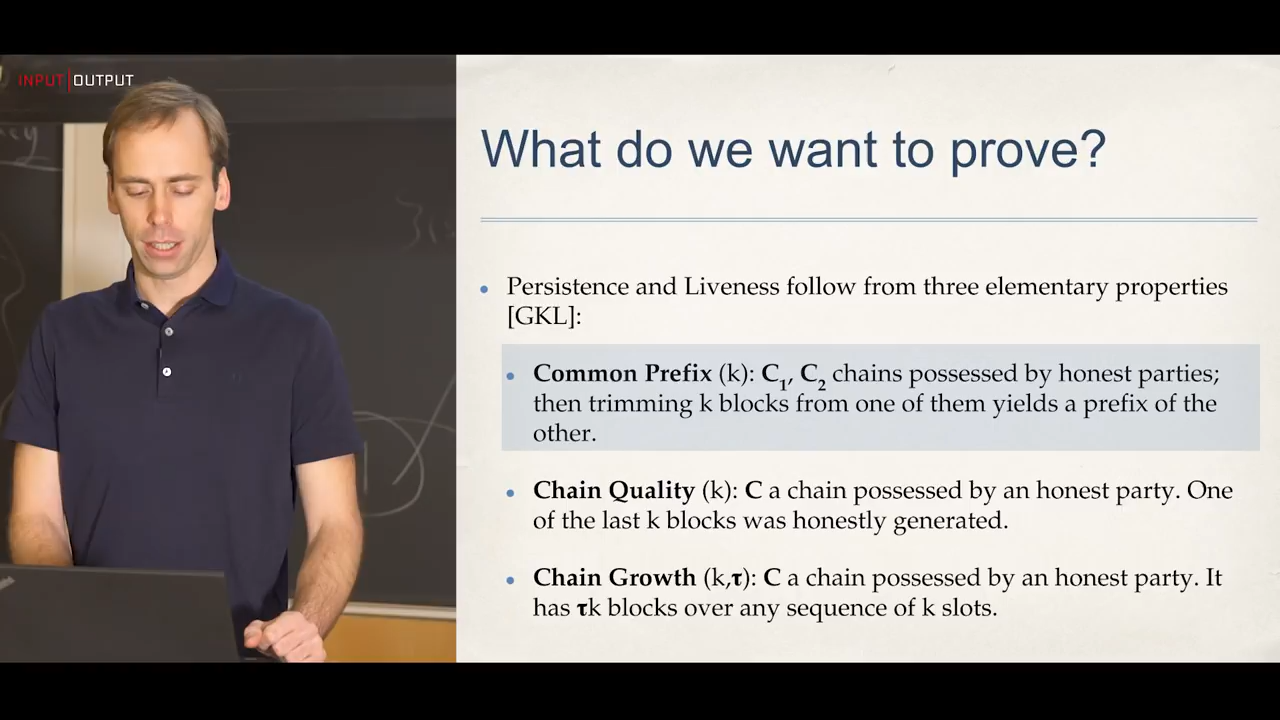 INPUT|OUTPUT
What do we want to prove?
• Persistence and Liveness follow from three elementary properties
[GKL]:
• Common Prefix (k): C₁, C₂ chains possessed by honest parties;
then trimming k blocks from one of them yields a prefix of the
other.
• Chain Quality (k): C a chain possessed by an honest party. One
of the last k blocks was honestly generated.
• Chain Growth (k,τ): C a chain possessed by an honest party. It
has τk blocks over any sequence of k slots.